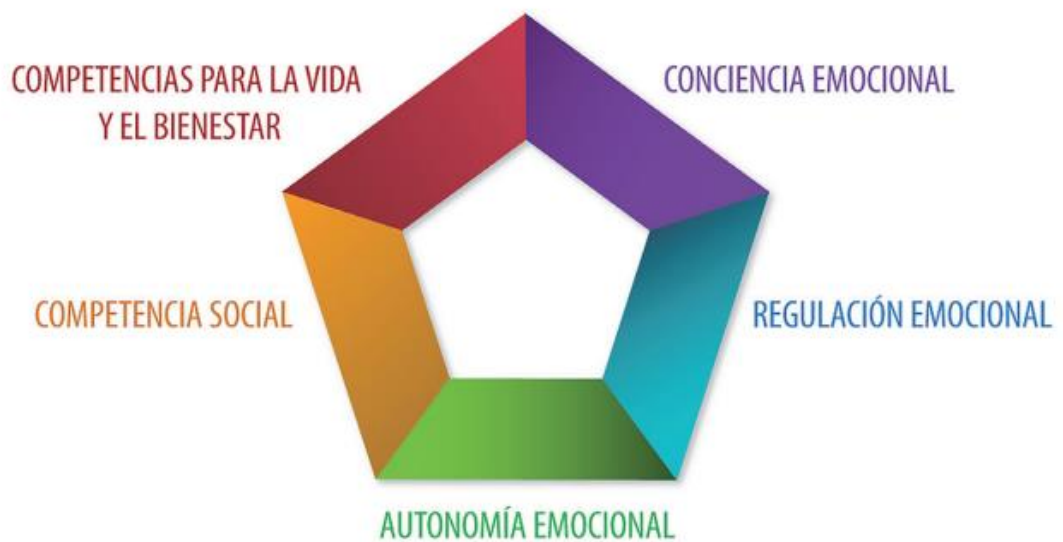 COMPETENCIAS PARA LA VIDA
Y EL BIENESTAR
CONCIENCIA EMOCIONAL
COMPETENCIA SOCIAL
REGULACIÓN EMOCIONAL
AUTONOMÍA EMOCIONAL